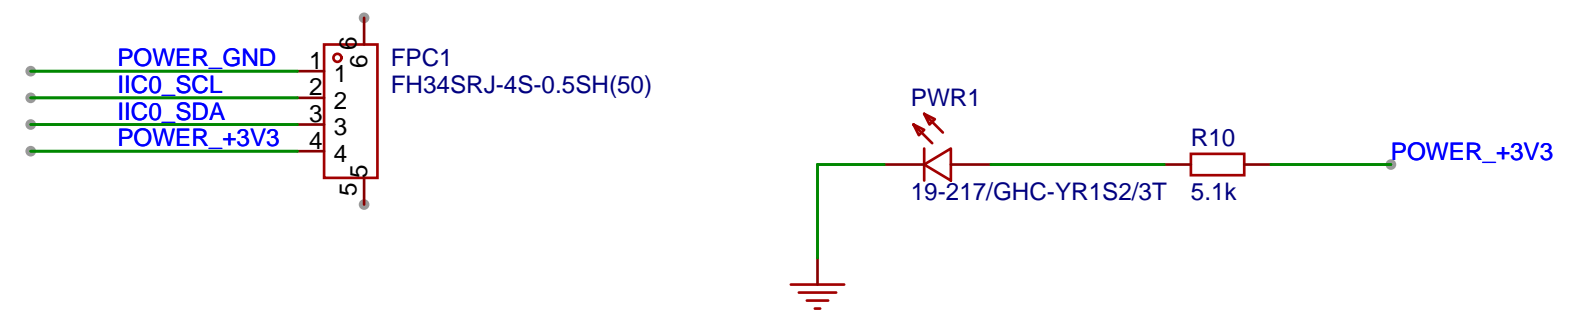 6
6
POWER_GND 1 1 FPC1
IIC0_SCL 2 2 FH34SRJ-4S-0.5SH(50)
IIC0_SDA 3 3
POWER_+3V3 4 4
5
5
PWR1
19-217/GHC-YR1S2/3T
R10
5.1k
POWER_+3V3